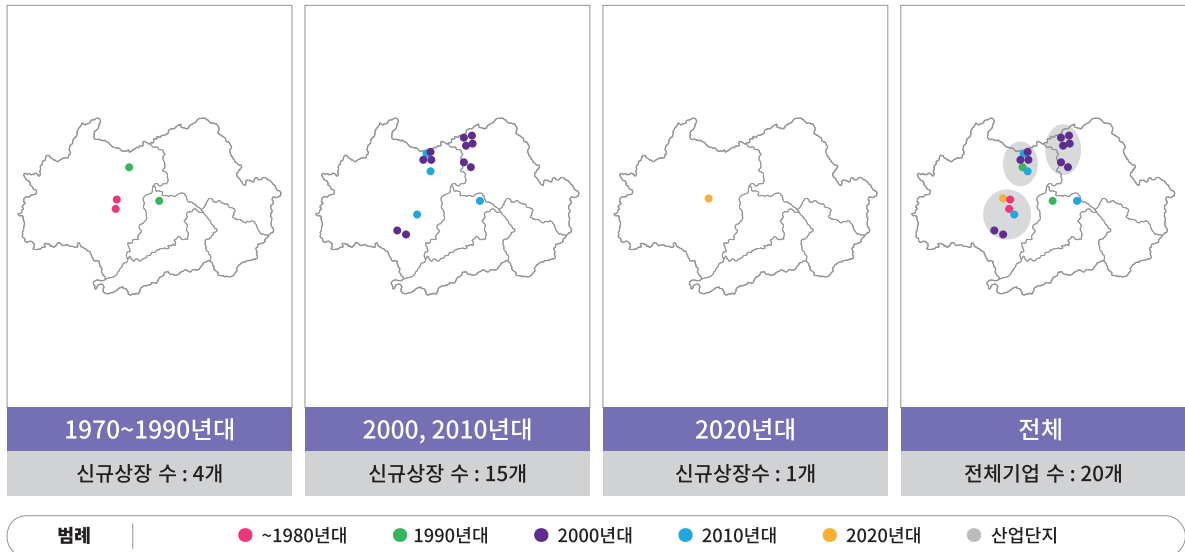 1970~1990년대
2000, 2010년대
2020년대
전체
신규상장 수 : 4개
신규상장 수 : 15개
신규상장수 : 1개
전체기업 수 : 20개
범례
~1980년대
1990년대
2000년대
2010년대
2020년대
산업단지